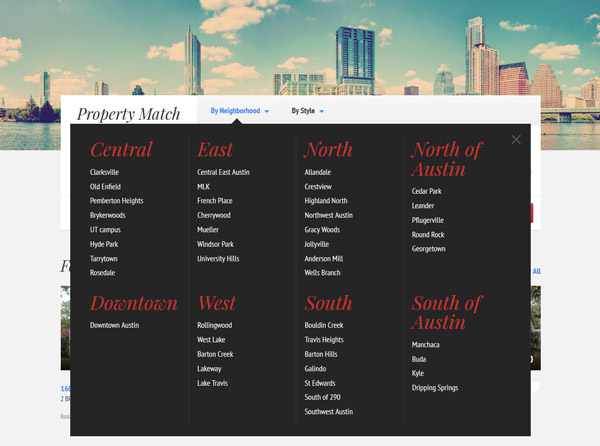 Property Match
By Neighborhood
By Style
Central
Clarksville
Old Enfield
Pemberton Heights
Brykerwoods
UT campus
Hyde Park
Tarrytown
Rosedale
East
Central East Austin
MLK
French Place
Cherrywood
Mueller
Windsor Park
University Hills
North
Allandale
Crestview
Highland North
Northwest Austin
Gracy Woods
Jollyville
Anderson Mill
Wells Branch
North of
Austin
Cedar Park
Leander
Pflugerville
Round Rock
Georgetown
Downtown
Downtown Austin
West
Rollingwood
West Lake
Barton Creek
Lakeway
Lake Travis
South
Bouldin Creek
Travis Heights
Barton Hills
Galindo
St Edwards
South of 290
Southwest Austin
South of
Austin
Manchaca
Buda
Kyle
Dripping Springs
All